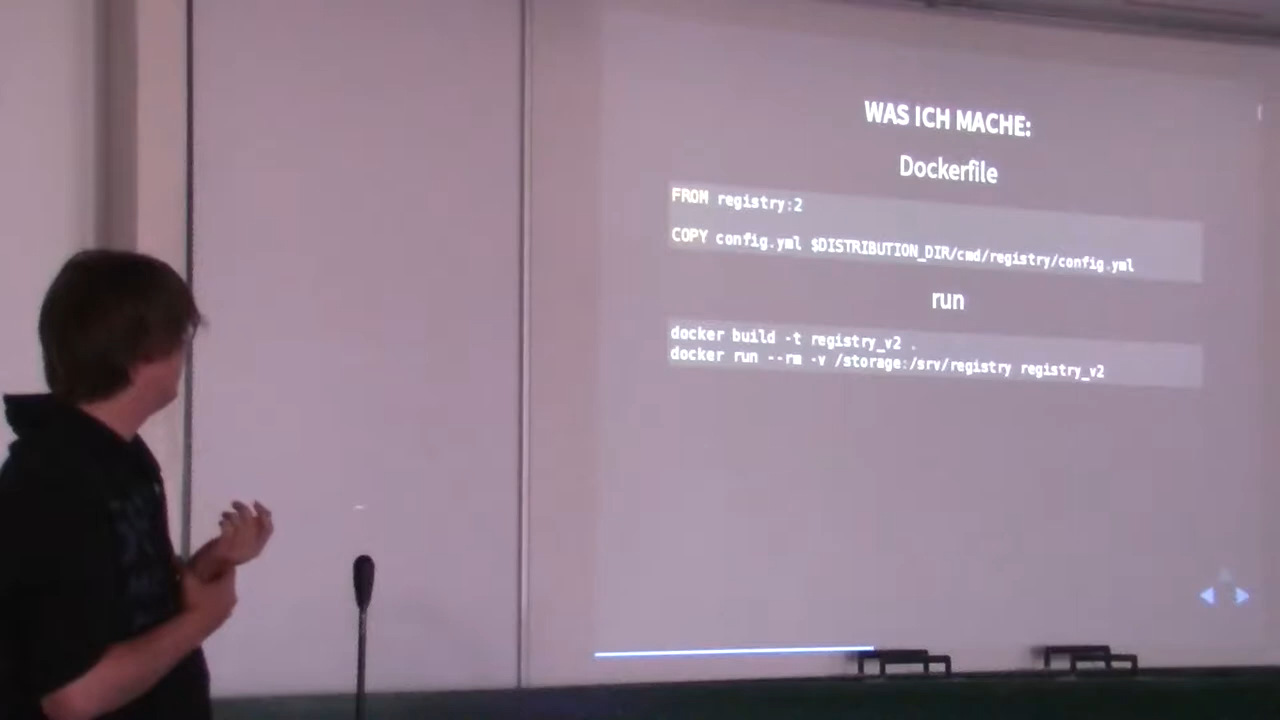 WAS ICH MACHE:
Dockerfile
FROM registry:2
COPY config.yml $DISTRIBUTION_DIR/cmd/registry/config.yml
run
docker build -t registry_v2 .
docker run --rm -v /storage:/srv/registry registry_v2